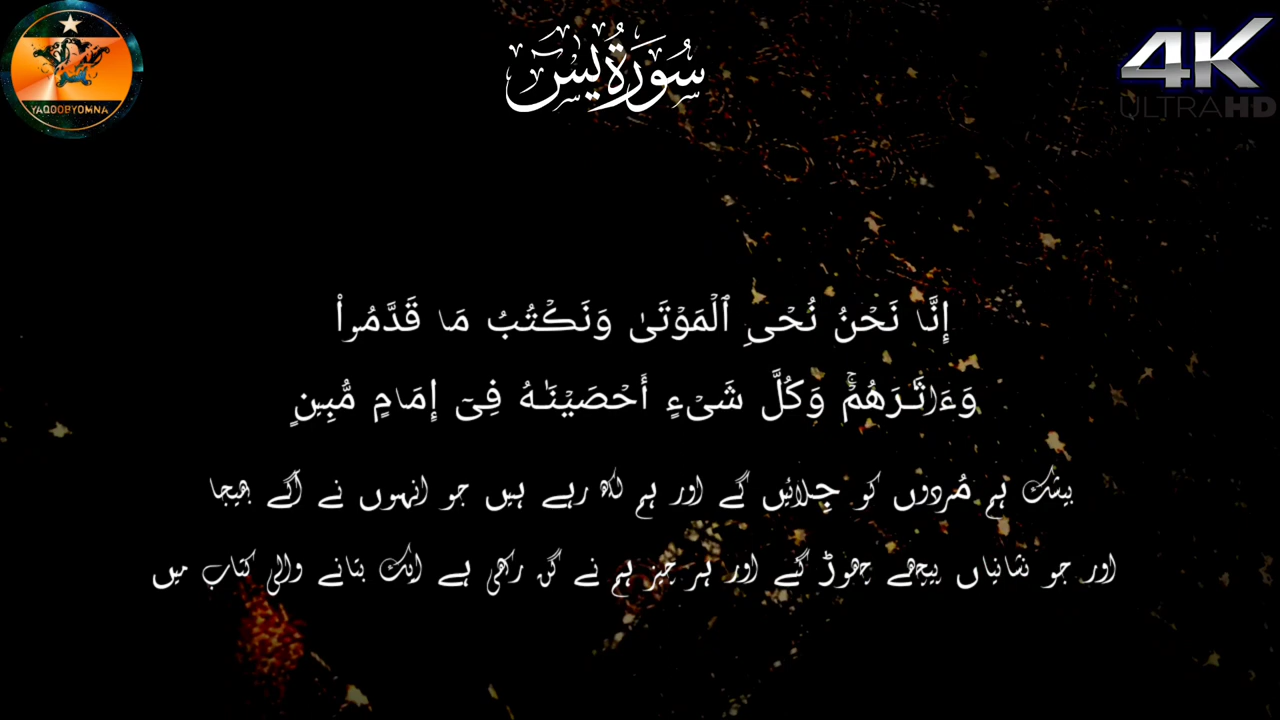 سُورَةُ يسٓ
4K
ULTRAHD
YAQOOBYOMNA
إِنَّا نَحْنُ نُحْيِ ٱلْمَوْتَىٰ وَنَكْتُبُ مَا قَدَّمُوا۟
وَءَاثَـٰرَهُمْ ۚ وَكُلَّ شَىْءٍ أَحْصَيْنَـٰهُ فِىٓ إِمَامٍ مُّبِينٍ
بیشک ہم مُردوں کو جِلائیں گے اور ہم لکھ رہے ہیں جو انہوں نے آگے بھیجا
اور جو نشانیاں پیچھے چھوڑ گئے اور ہر چیز ہم نے گن رکھی ہے ایک بتانے والی کتاب میں